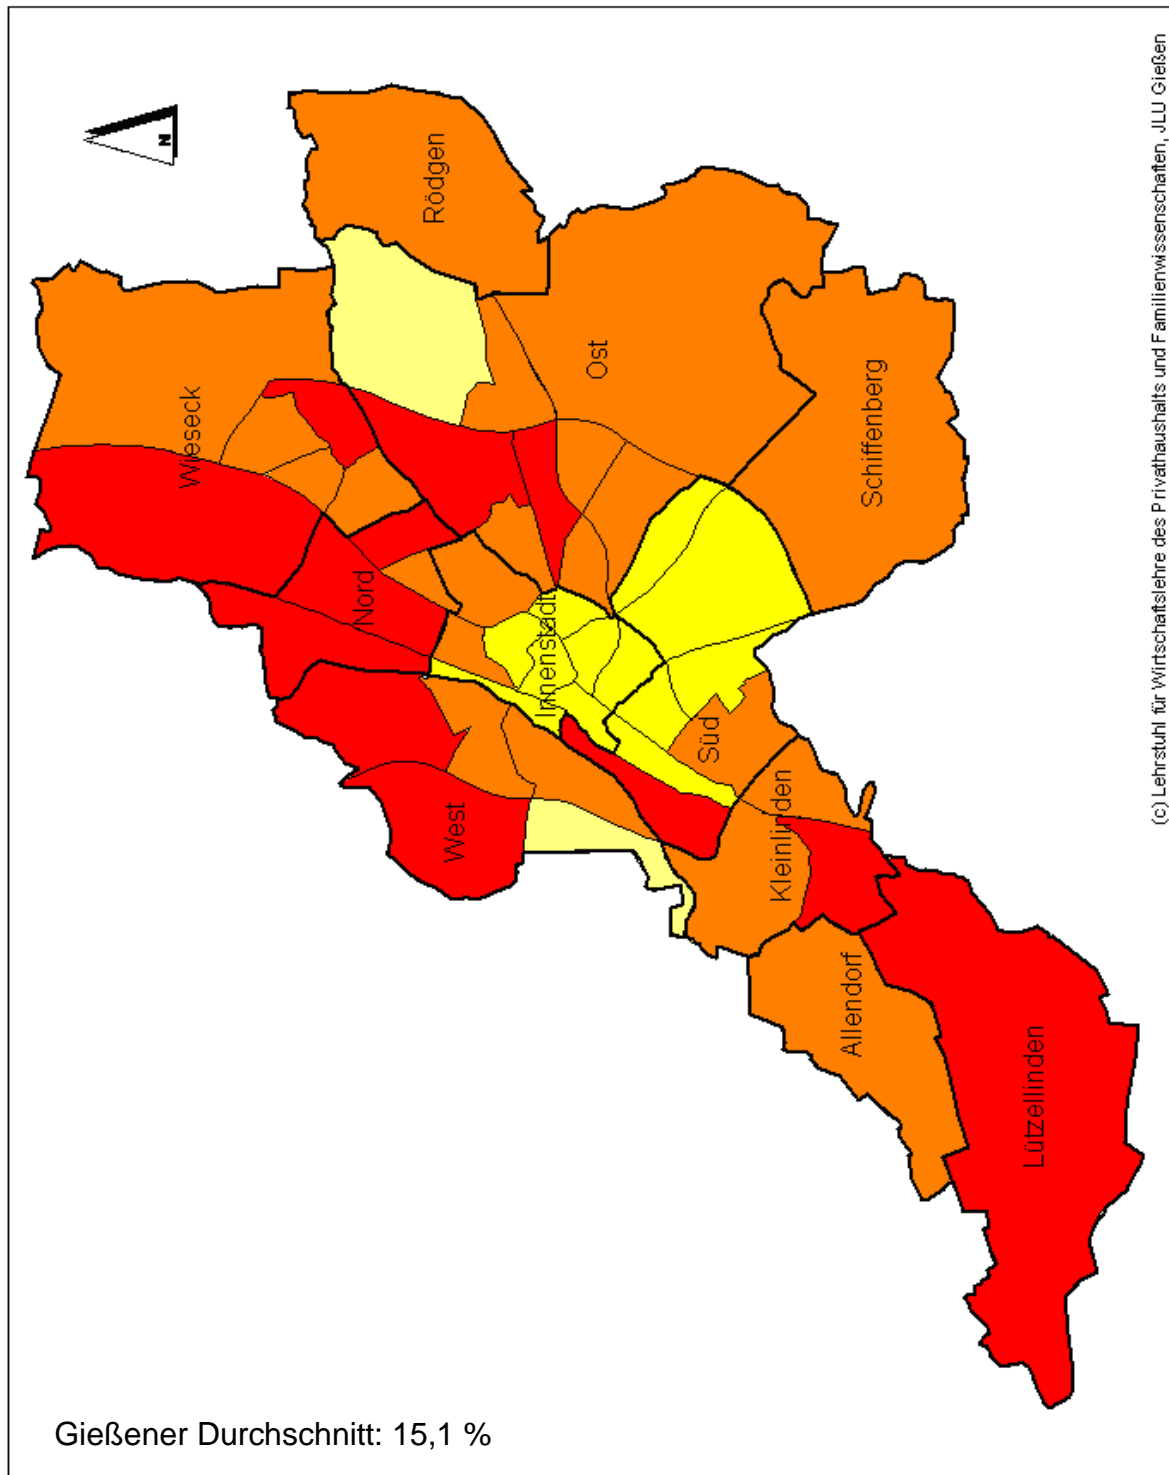 N
Rödgen
Wieseck
Ost
Schiffenberg
Nord
Innenstadt
Süd
West
Kleinlinden
Allendorf
Lützellinden
Gießener Durchschnitt: 15,1 %
(c) Lehrstuhl für Wirtschaftslehre des Privathaushalts und Familienwissenschaften, JLU Gießen